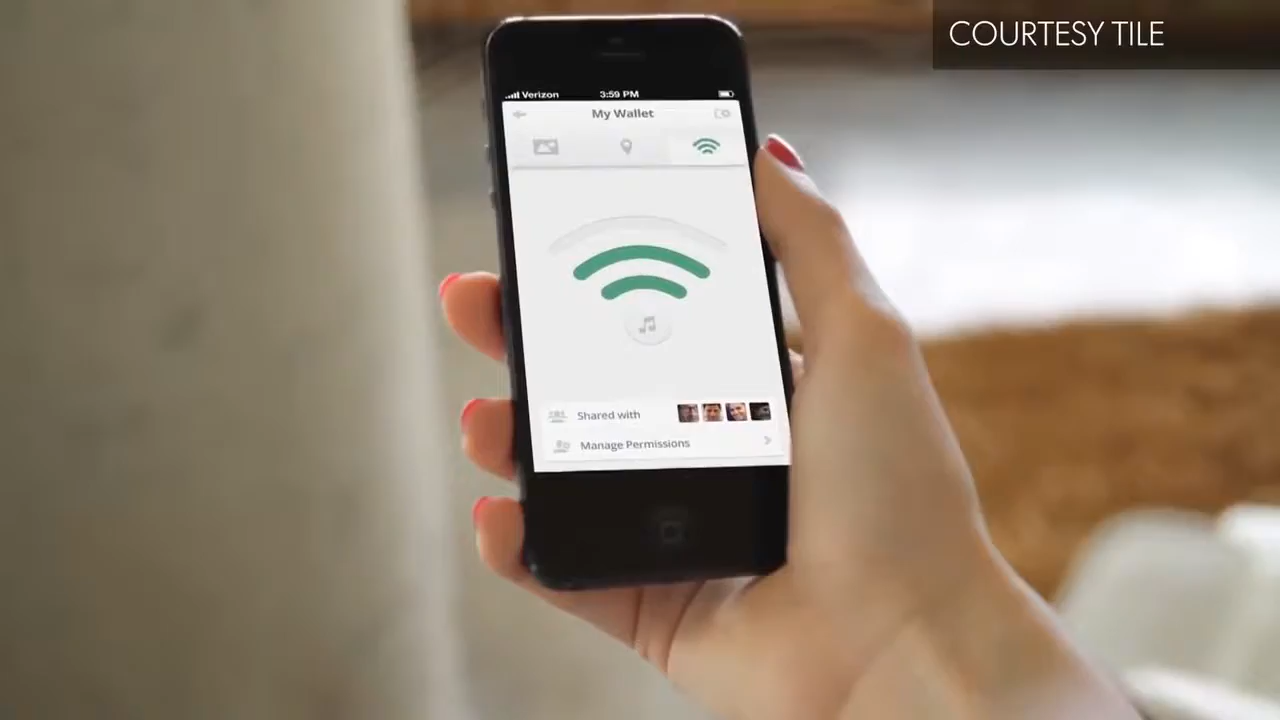 COURTESY TILE
Verizon 3:59 PM
My Wallet
Shared with
Manage Permissions